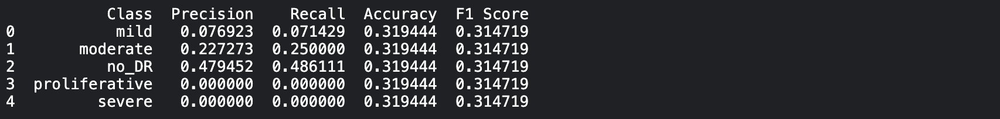 Class Precision Recall Accuracy F1 Score
0 mild 0.076923 0.071429 0.319444 0.314719
1 moderate 0.227273 0.250000 0.319444 0.314719
2 no_DR 0.479452 0.486111 0.319444 0.314719
3 proliferative 0.000000 0.000000 0.319444 0.314719
4 severe 0.000000 0.000000 0.319444 0.314719